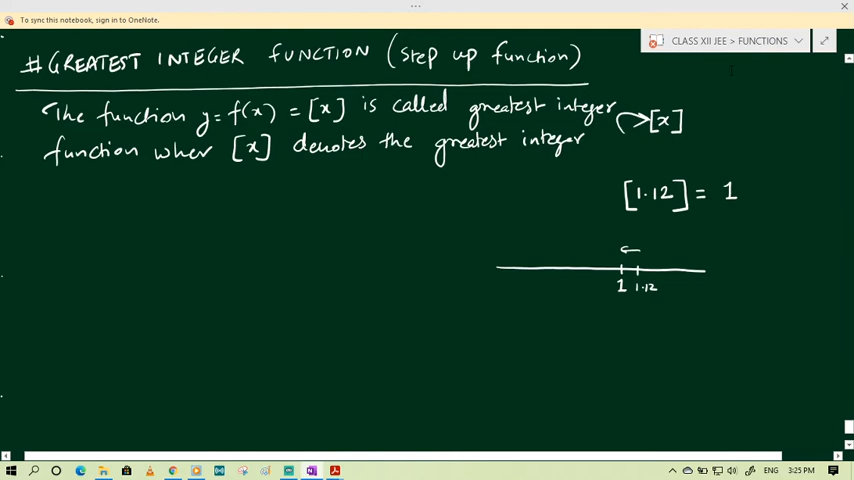 ...
To sync this notebook, sign in to OneNote.
CLASS XII JEE > FUNCTIONS
# GREATEST INTEGER FUNCTION (Step up function)
The function y=f(x) = [x] is called greatest integer
function wher [x] denotes the greatest integer
[x]
[1.12] = 1
1 1.12
ENG 3:25 PM